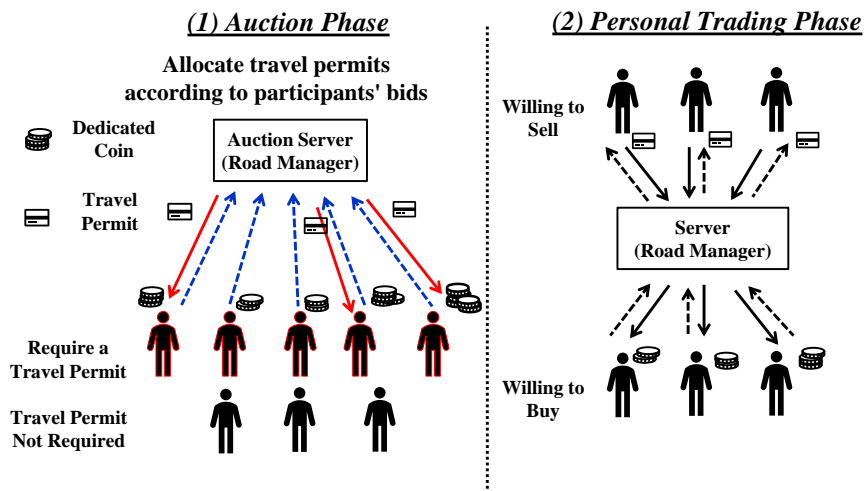 (1) Auction Phase
Allocate travel permits
according to participants' bids
Dedicated
Coin
Auction Server
(Road Manager)
Travel
Permit
Require a
Travel Permit
Travel Permit
Not Required
(2) Personal Trading Phase
Willing to
Sell
Server
(Road Manager)
Willing to
Buy